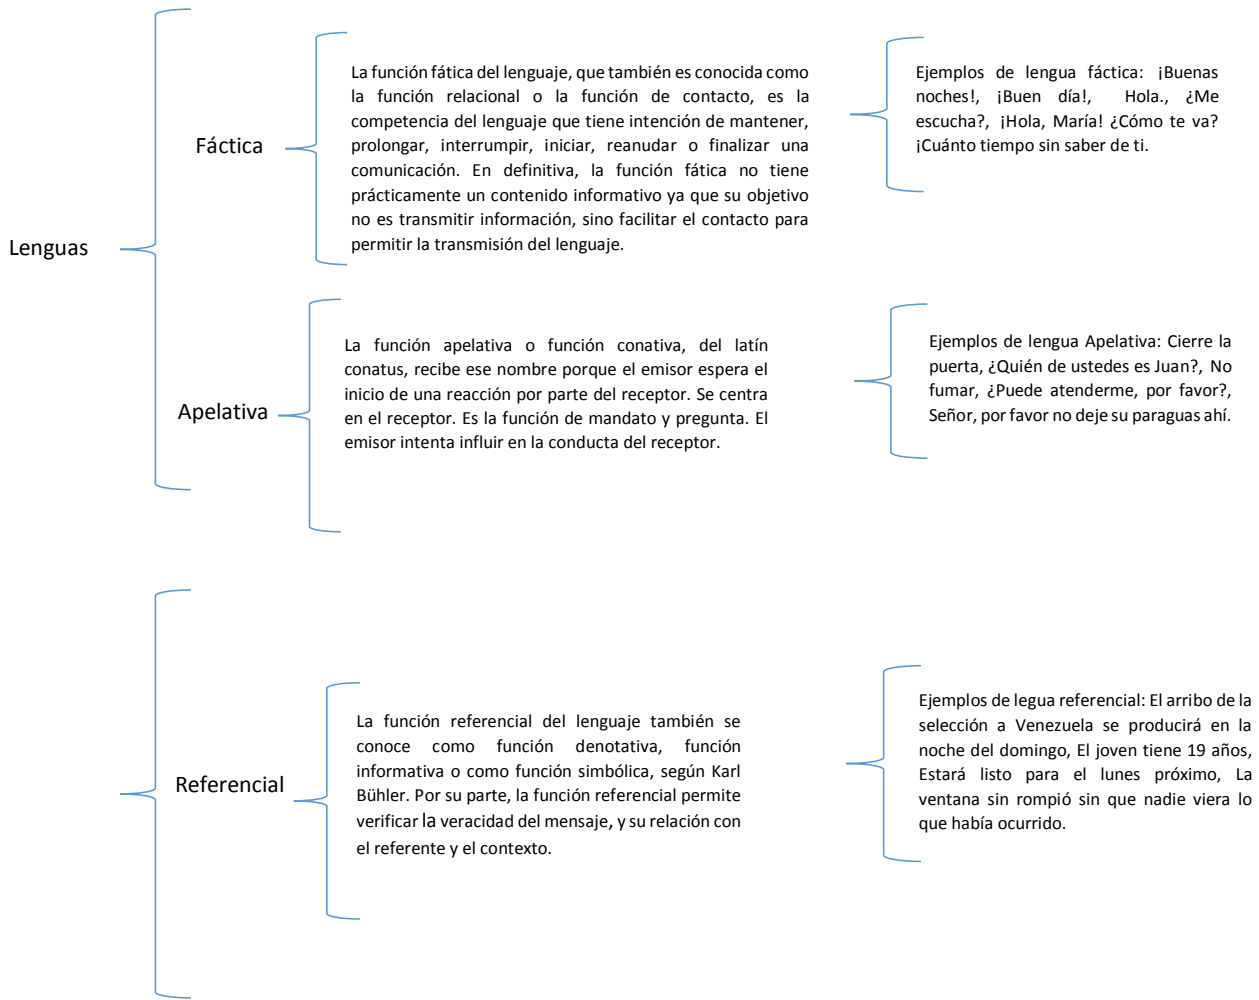 Lenguas
Fáctica
La función fática del lenguaje, que también es conocida como
la función relacional o la función de contacto, es la
competencia del lenguaje que tiene intención de mantener,
prolongar, interrumpir, iniciar, reanudar o finalizar una
comunicación. En definitiva, la función fática no tiene
prácticamente un contenido informativo ya que su objetivo
no es transmitir información, sino facilitar el contacto para
permitir la transmisión del lenguaje.
Ejemplos de lengua fáctica: ¡Buenas
noches!, ¡Buen día!, Hola., ¿Me
escucha?, ¡Hola, María! ¿Cómo te va?
¡Cuánto tiempo sin saber de ti.
Apelativa
La función apelativa o función conativa, del latín
conatus, recibe ese nombre porque el emisor espera el
inicio de una reacción por parte del receptor. Se centra
en el receptor. Es la función de mandato y pregunta. El
emisor intenta influir en la conducta del receptor.
Ejemplos de lengua Apelativa: Cierre la
puerta, ¿Quién de ustedes es Juan?, No
fumar, ¿Puede atenderme, por favor?,
Señor, por favor no deje su paraguas ahí.
Referencial
La función referencial del lenguaje también se
conoce como función denotativa, función
informativa o como función simbólica, según Karl
Bühler. Por su parte, la función referencial permite
verificar la veracidad del mensaje, y su relación con
el referente y el contexto.
Ejemplos de legua referencial: El arribo de la
selección a Venezuela se producirá en la
noche del domingo, El joven tiene 19 años,
Estará listo para el lunes próximo, La
ventana sin rompió sin que nadie viera lo
que había ocurrido.